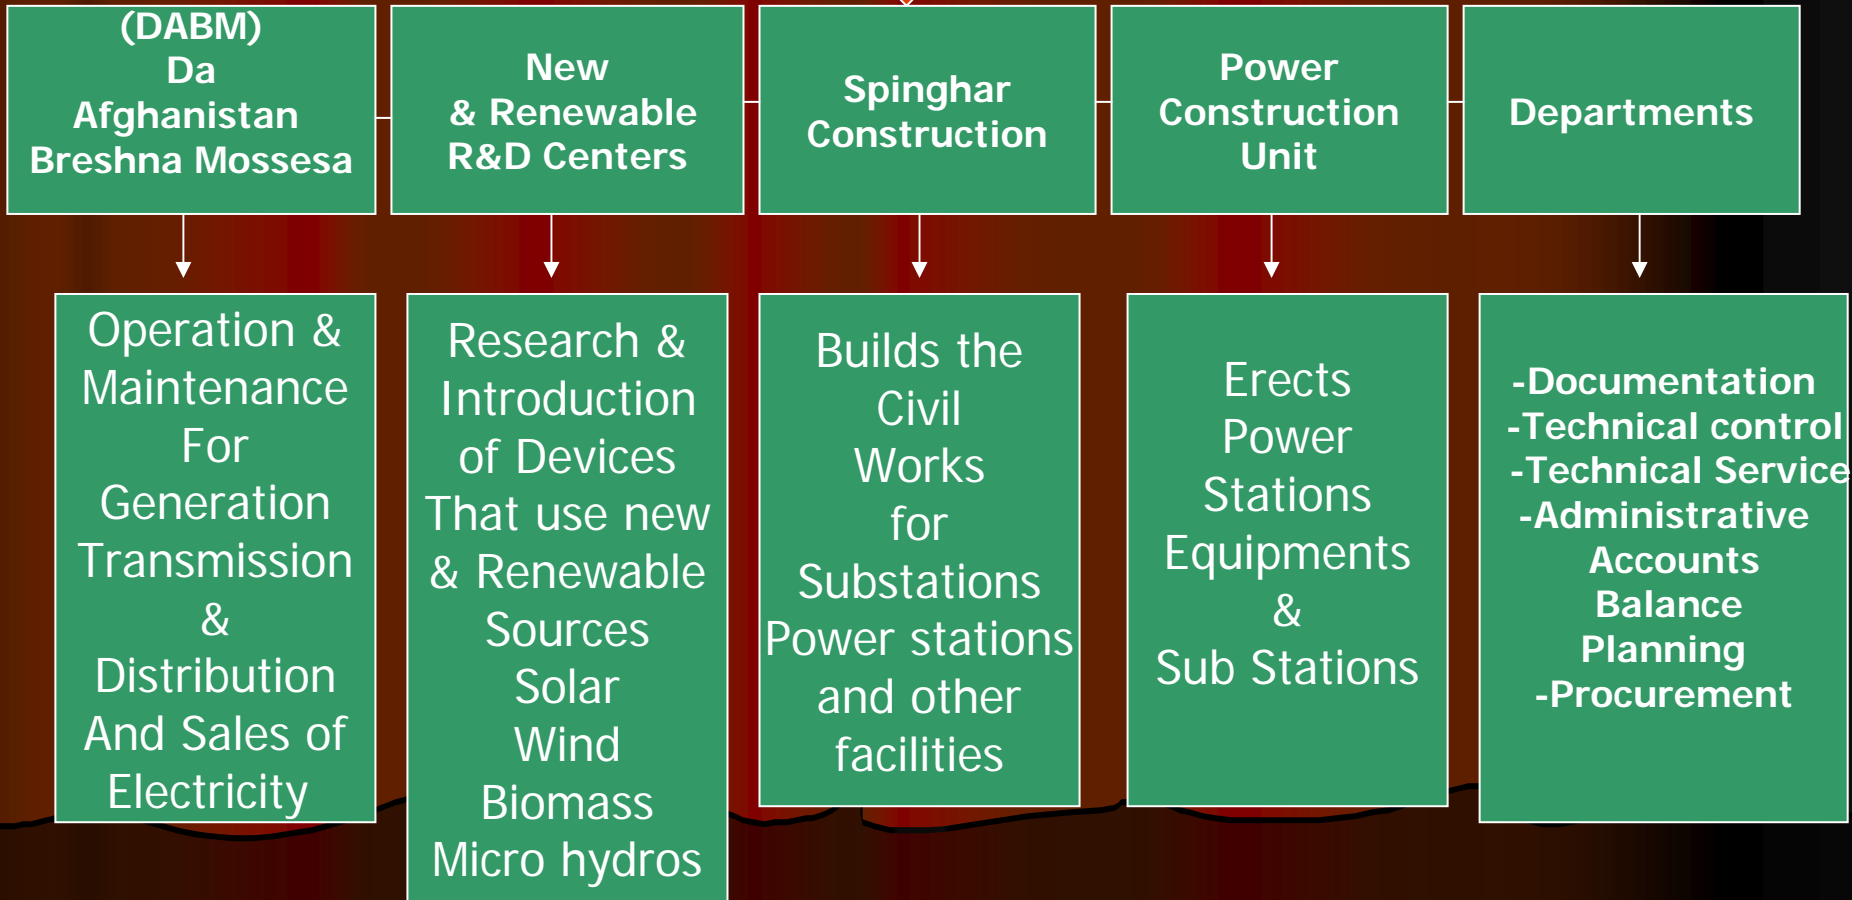 (DABM)
Da
Afghanistan
Breshna Mossesa
New
& Renewable
R&D Centers
Spinghar
Construction
Power
Construction
Unit
Departments
Operation &
Maintenance
For
Generation
Transmission
&
Distribution
And Sales of
Electricity
Research &
Introduction
of Devices
That use new
& Renewable
Sources
Solar
Wind
Biomass
Micro hydros
Builds the
Civil
Works
for
Substations
Power stations
and other
facilities
Erects
Power
Stations
Equipments
&
Sub Stations
-Documentation
-Technical control
-Technical Service
-Administrative
Accounts
Balance
Planning
-Procurement